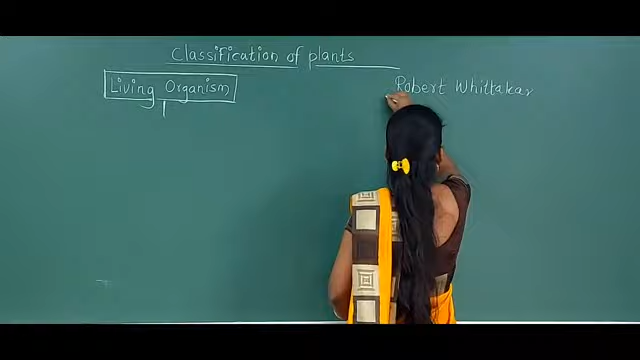 Classification of plants
Living Organism
Robert Whittakar